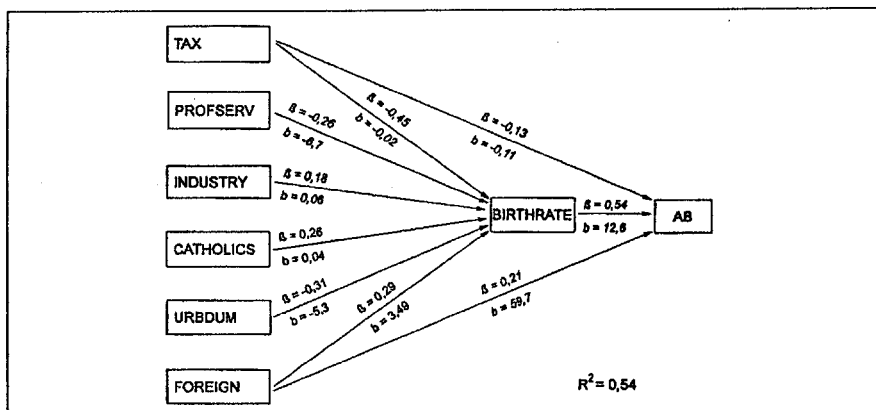 TAX
ß = -0,13
b = -0,11
ß = -0,45
b = -0,02
PROFSERV
ß = -0,26
b = -8,7
INDUSTRY
ß = 0,18
b = 0,06
BIRTHRATE
ß = 0,54
b = 12,6
AB
CATHOLICS
ß = 0,26
b = 0,04
URBDUM
ß = -0,31
b = -5,3
ß = 0,29
b = 3,49
ß = 0,21
b = 59,7
FOREIGN
R² = 0,54